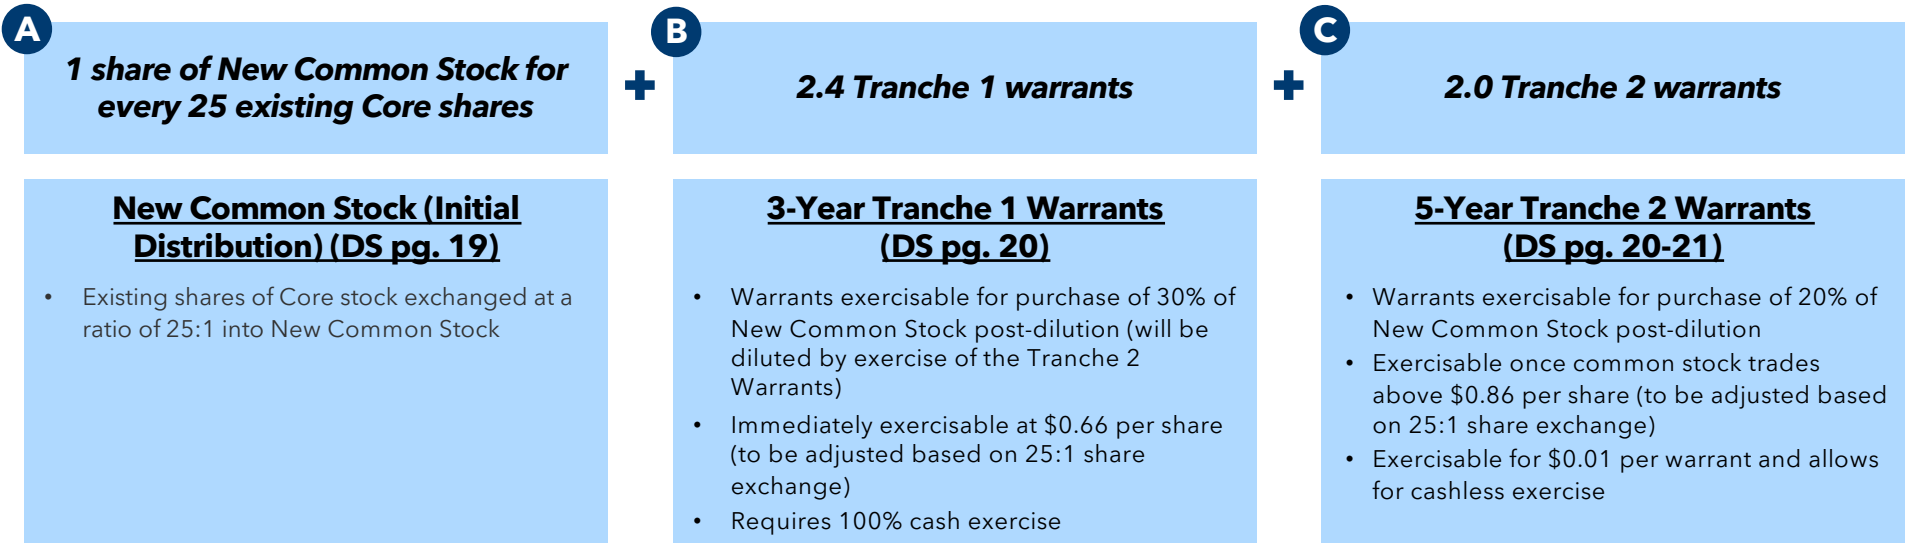 A
1 share of New Common Stock for
every 25 existing Core shares
+
B
2.4 Tranche 1 warrants
+
C
2.0 Tranche 2 warrants
New Common Stock (Initial
Distribution) (DS pg. 19)
• Existing shares of Core stock exchanged at a
ratio of 25:1 into New Common Stock
3-Year Tranche 1 Warrants
(DS pg. 20)
• Warrants exercisable for purchase of 30% of
New Common Stock post-dilution (will be
diluted by exercise of the Tranche 2
Warrants)
• Immediately exercisable at $0.66 per share
(to be adjusted based on 25:1 share
exchange)
• Requires 100% cash exercise
5-Year Tranche 2 Warrants
(DS pg. 20-21)
• Warrants exercisable for purchase of 20% of
New Common Stock post-dilution
• Exercisable once common stock trades
above $0.86 per share (to be adjusted based
on 25:1 share exchange)
• Exercisable for $0.01 per warrant and allows
for cashless exercise